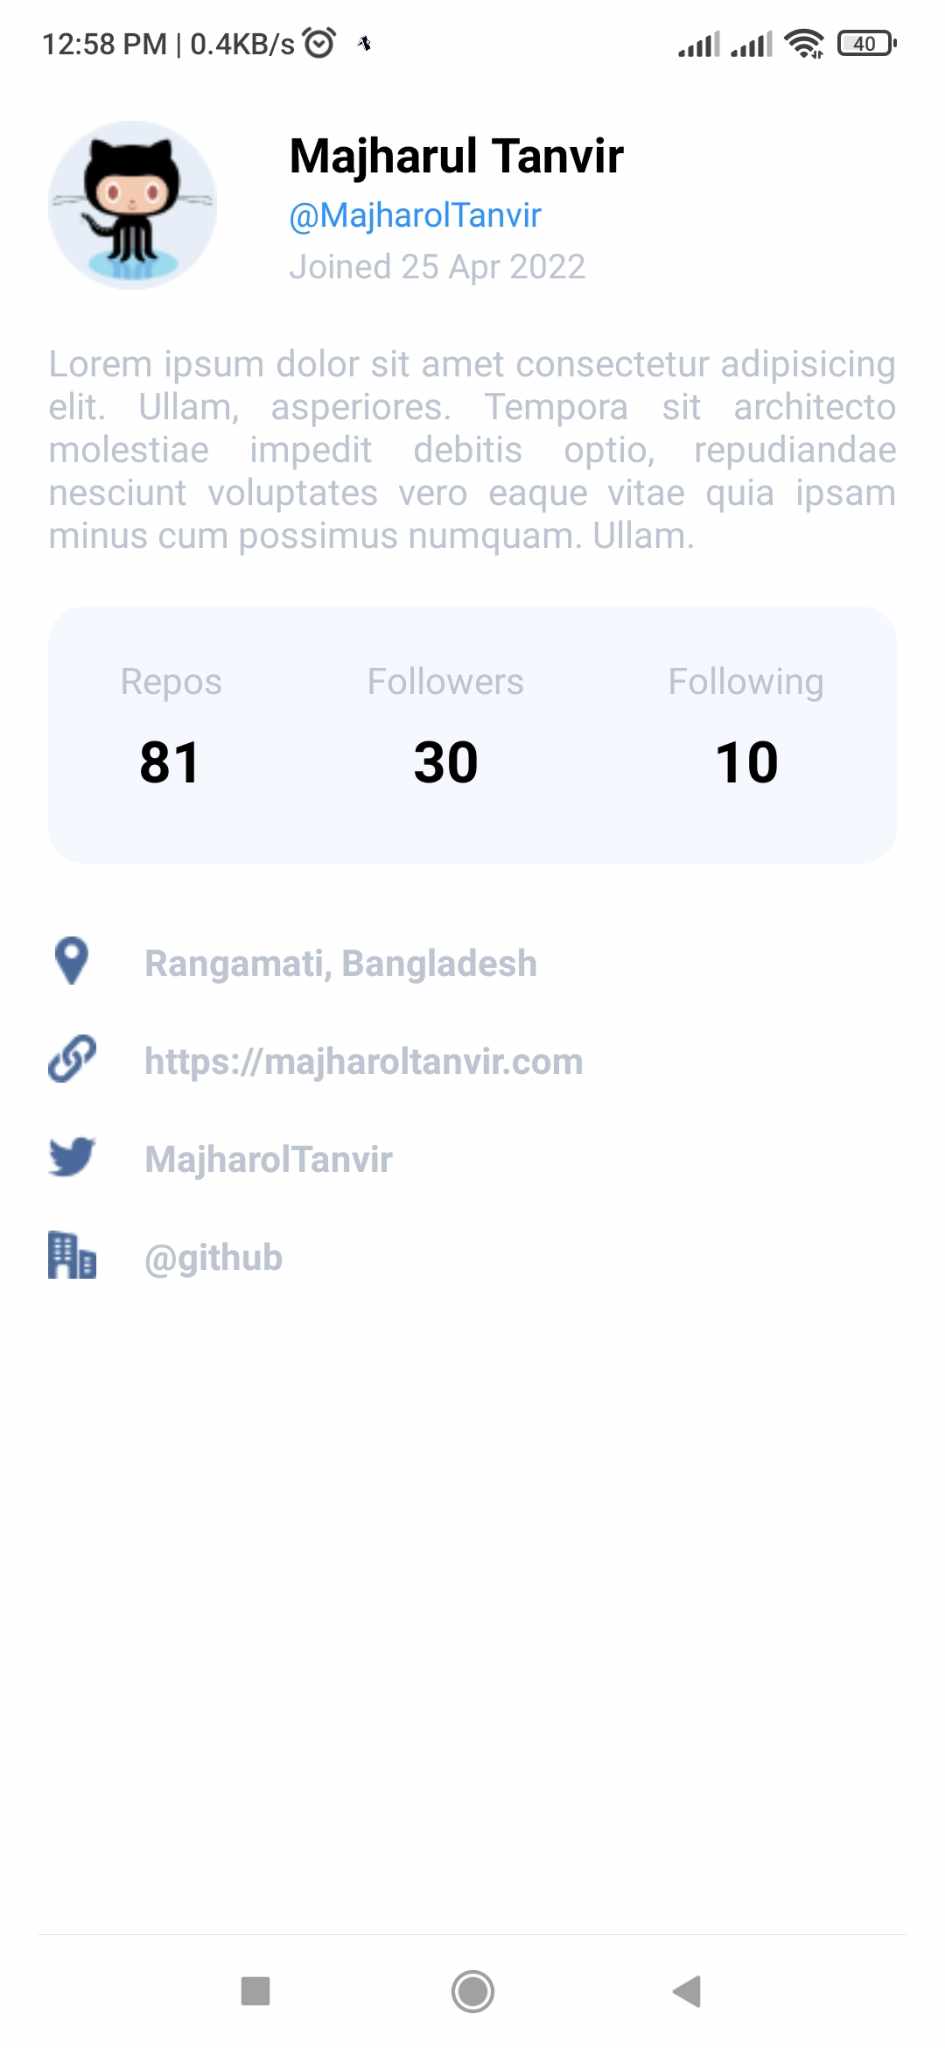 12:58 PM | 0.4KB/s
40
Majharul Tanvir
@MajharolTanvir
Joined 25 Apr 2022
Lorem ipsum dolor sit amet consectetur adipisicing
elit. Ullam, asperiores. Tempora sit architecto
molestiae impedit debitis optio, repudiandae
nesciunt voluptates vero eaque vitae quia ipsam
minus cum possimus numquam. Ullam.
Repos Followers Following
81 30 10
Rangamati, Bangladesh
https://majharoltanvir.com
MajharolTanvir
@github